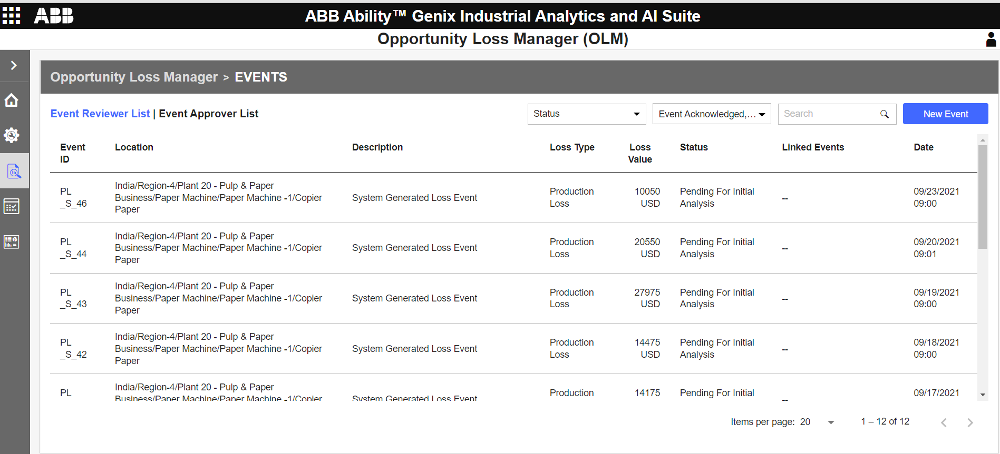 ABB
ABB Ability™ Genix Industrial Analytics and AI Suite
Opportunity Loss Manager (OLM)
Opportunity Loss Manager > EVENTS
Event Reviewer List | Event Approver List
Status
Event Acknowledged,...
Search
New Event
Event ID
Location
Description
Loss Type
Loss Value
Status
Linked Events
Date
PL
_S_46
India/Region-4/Plant 20 - Pulp & Paper
Business/Paper Machine/Paper Machine -1/Copier
Paper
System Generated Loss Event
Production
Loss
10050
USD
Pending For Initial
Analysis
--
09/23/2021
09:00
PL
_S_44
India/Region-4/Plant 20 - Pulp & Paper
Business/Paper Machine/Paper Machine -1/Copier
Paper
System Generated Loss Event
Production
Loss
20550
USD
Pending For Initial
Analysis
--
09/20/2021
09:01
PL
_S_43
India/Region-4/Plant 20 - Pulp & Paper
Business/Paper Machine/Paper Machine -1/Copier
Paper
System Generated Loss Event
Production
Loss
27975
USD
Pending For Initial
Analysis
--
09/19/2021
09:00
PL
_S_42
India/Region-4/Plant 20 - Pulp & Paper
Business/Paper Machine/Paper Machine -1/Copier
Paper
System Generated Loss Event
Production
Loss
14475
USD
Pending For Initial
Analysis
--
09/18/2021
09:00
PL
India/Region-4/Plant 20 - Pulp & Paper
Business/Paper Machine/Paper Machine -1/Copier
System Generated Loss Event
Production
14175
Pending For Initial
--
09/17/2021
Items per page: 20
1 – 12 of 12